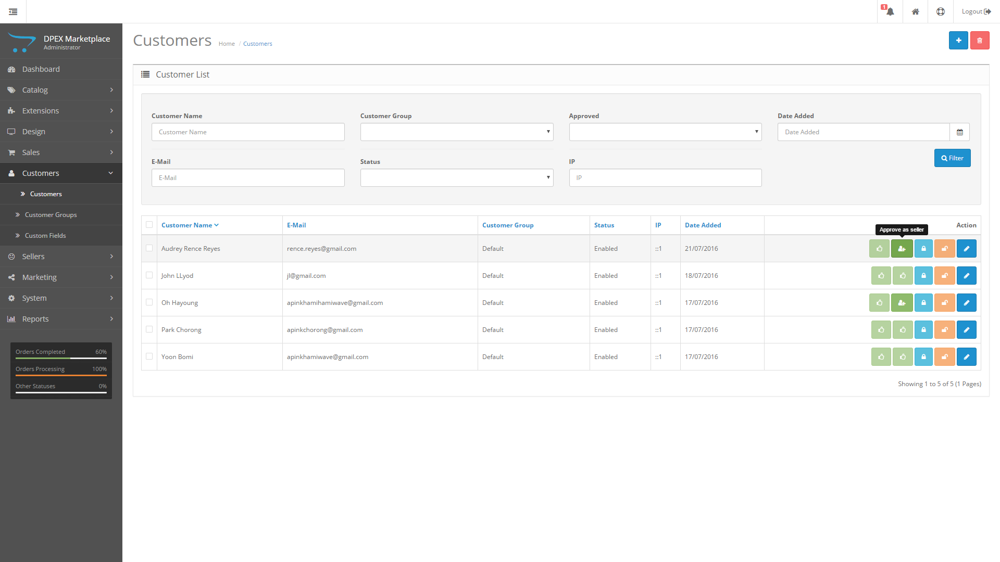 1
Logout
DPEX Marketplace
Administrator
Customers
Home / Customers
Dashboard
Catalog
Extensions
Design
Sales
Customers
Customers
Customer Groups
Custom Fields
Sellers
Marketing
System
Reports
Orders Completed 60%
Orders Processing 100%
Other Statuses 0%
Customer List
Customer Name Customer Group Approved Date Added
Customer Name Date Added
Filter
E-Mail Status IP
E-Mail IP
Approve as seller
Customer Name E-Mail Customer Group Status IP Date Added Action
Audrey Rence Reyes rence.reyes@gmail.com Default Enabled ::1 21/07/2016
John LLyod jl@gmail.com Default Enabled ::1 18/07/2016
Oh Hayoung apinkhamihamiwave@gmail.com Default Enabled ::1 17/07/2016
Park Chorong apinkchorong@gmail.com Default Enabled ::1 17/07/2016
Yoon Bomi apinkhamiwave@gmail.com Default Enabled ::1 17/07/2016
Showing 1 to 5 of 5 (1 Pages)